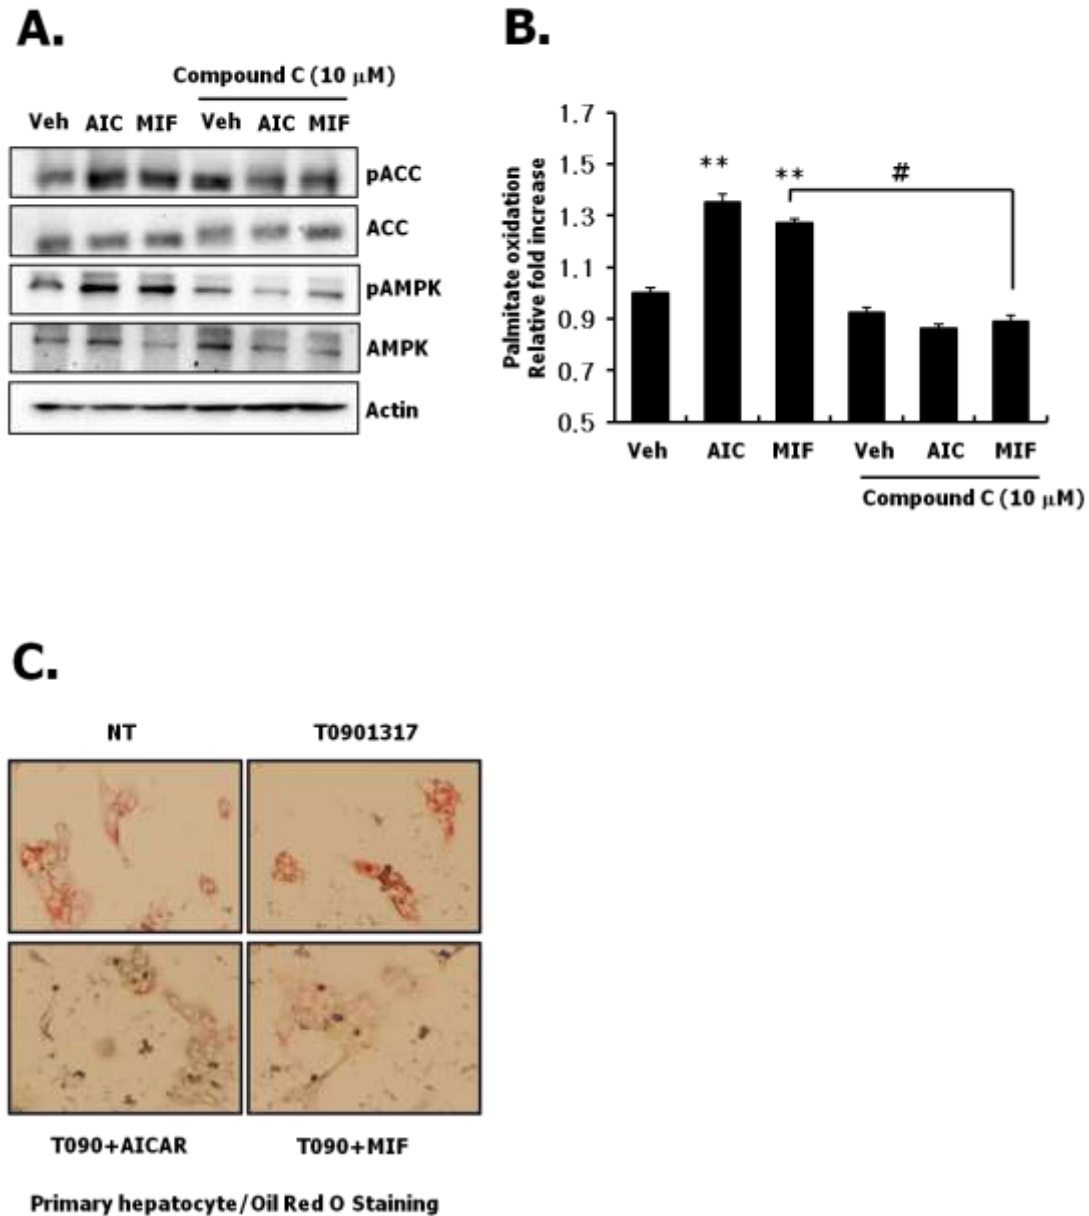 A.
Compound C (10 μM)
Veh AIC MIF Veh AIC MIF
pACC
ACC
pAMPK
AMPK
Actin
B.
Palmitate oxidation
Relative fold increase
1.7
1.5
1.3
1.1
0.9
0.7
0.5
**
**
#
Veh AIC MIF Veh AIC MIF
Compound C (10 μM)
C.
NT T0901317
T090+AICAR T090+MIF
Primary hepatocyte/Oil Red O Staining